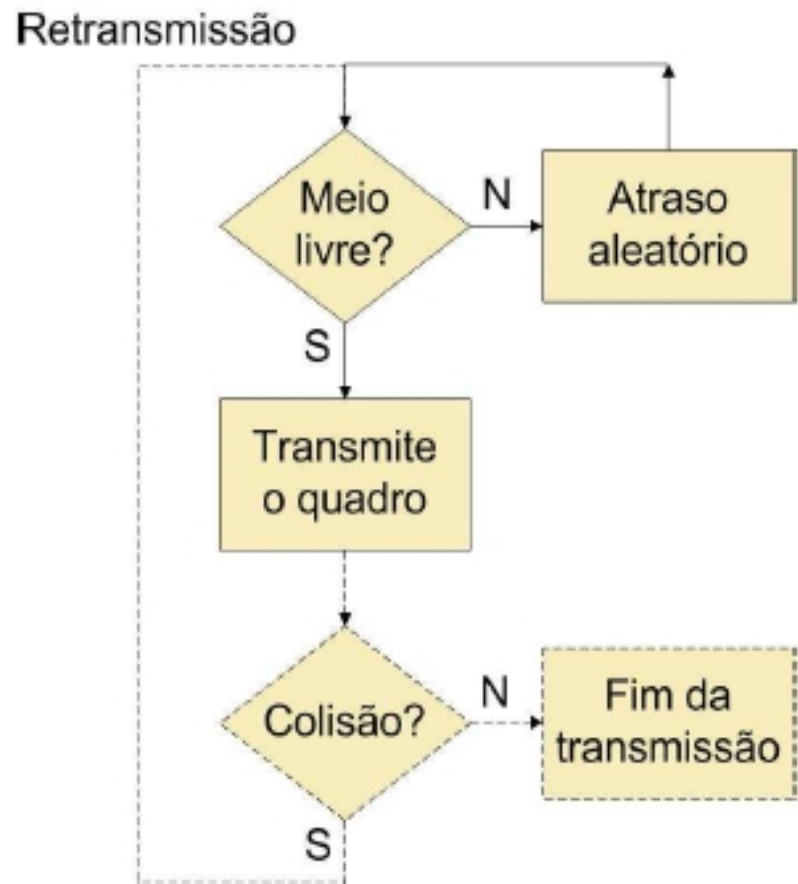 Retransmissão
Meio
livre?
N
Atraso
aleatório
S
Transmite
o quadro
Colisão?
N
Fim da
transmissão
S